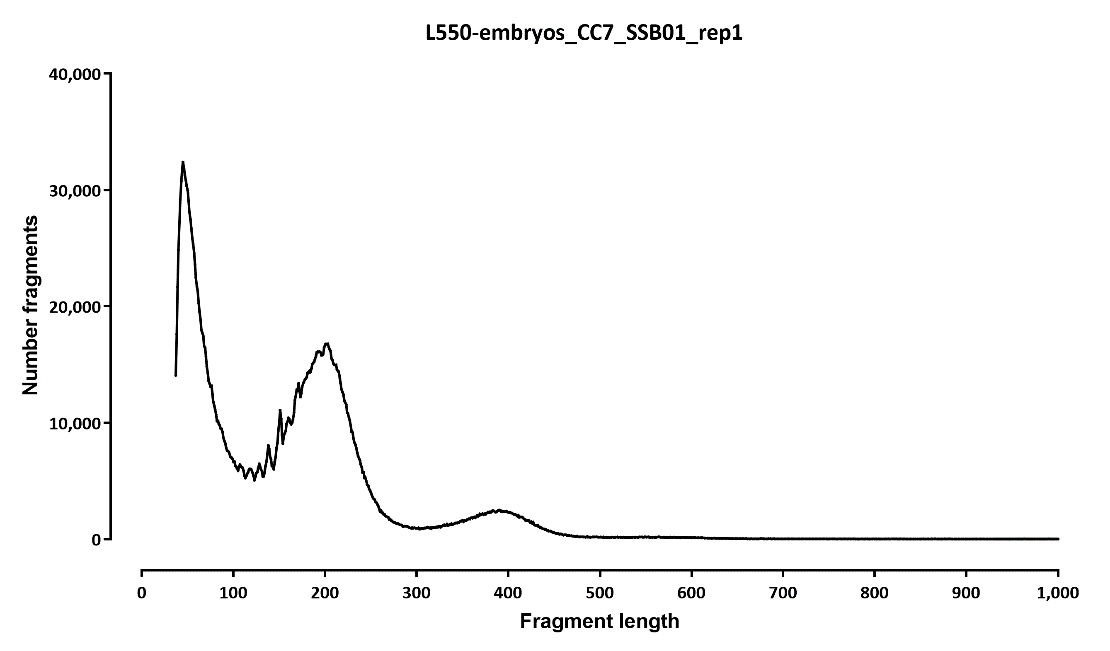 L550-embryos_CC7_SSB01_rep1
40,000
30,000
20,000
10,000
0
Number fragments
0 100 200 300 400 500 600 700 800 900 1,000
Fragment length